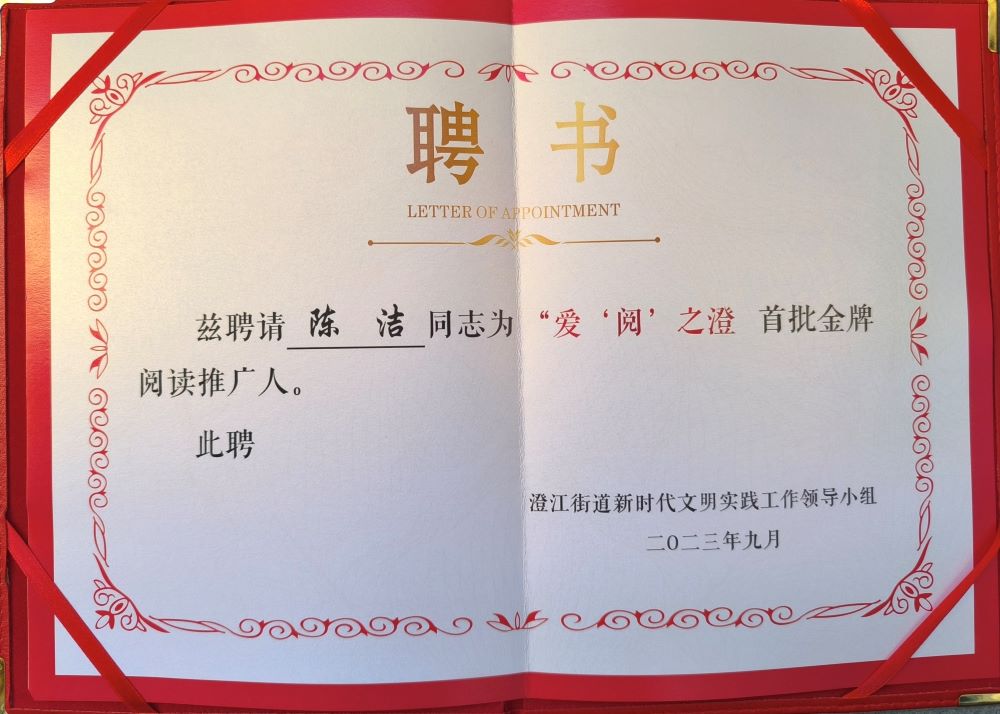 聘书
LETTER OF APPOINTMENT
兹聘请 陈 洁 同志为 “爱‘阅’之澄 首批金牌
阅读推广人。
此聘
澄江街道新时代文明实践工作领导小组
二〇二三年九月